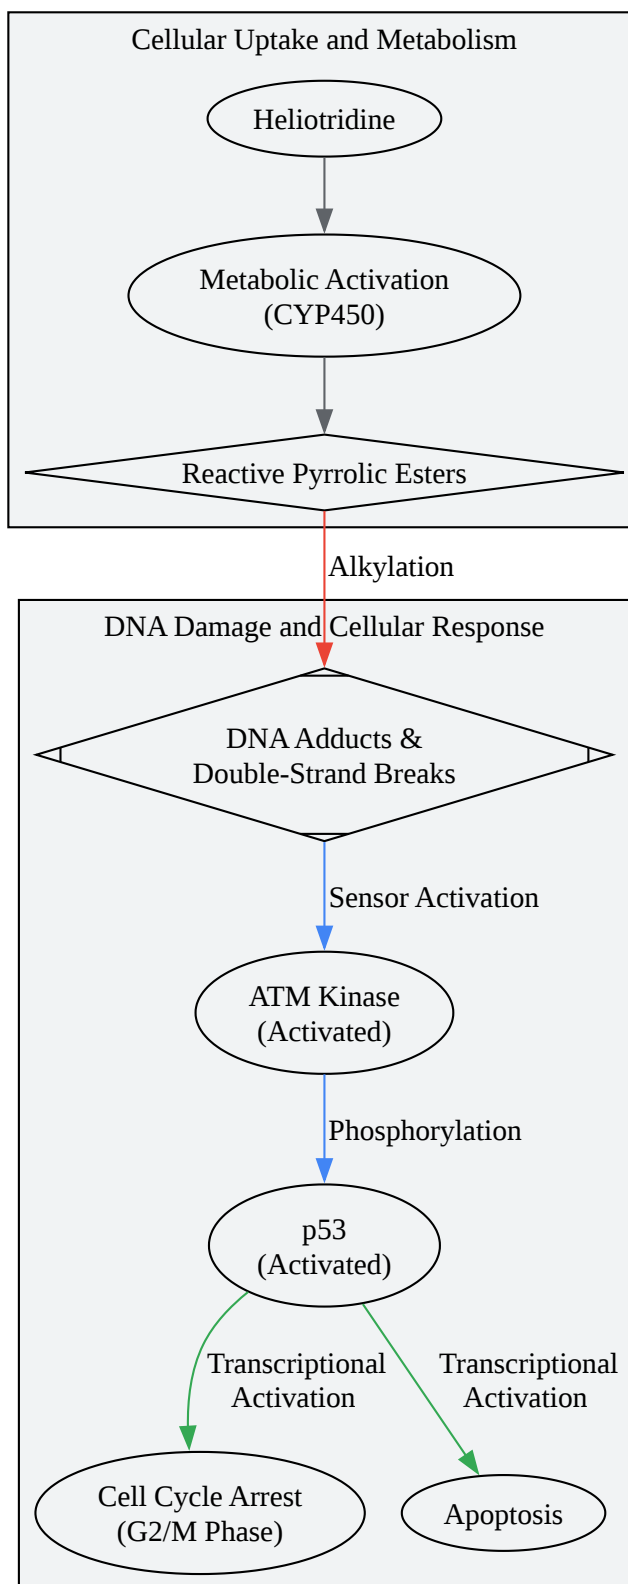 Cellular Uptake and Metabolism
Heliotridine
Metabolic Activation
(CYP450)
Reactive Pyrrolic Esters
Alkylation
DNA Damage and Cellular Response
DNA Adducts &
Double-Strand Breaks
Sensor Activation
ATM Kinase
(Activated)
Phosphorylation
p53
(Activated)
Transcriptional
Activation
Transcriptional
Activation
Cell Cycle Arrest
(G2/M Phase)
Apoptosis